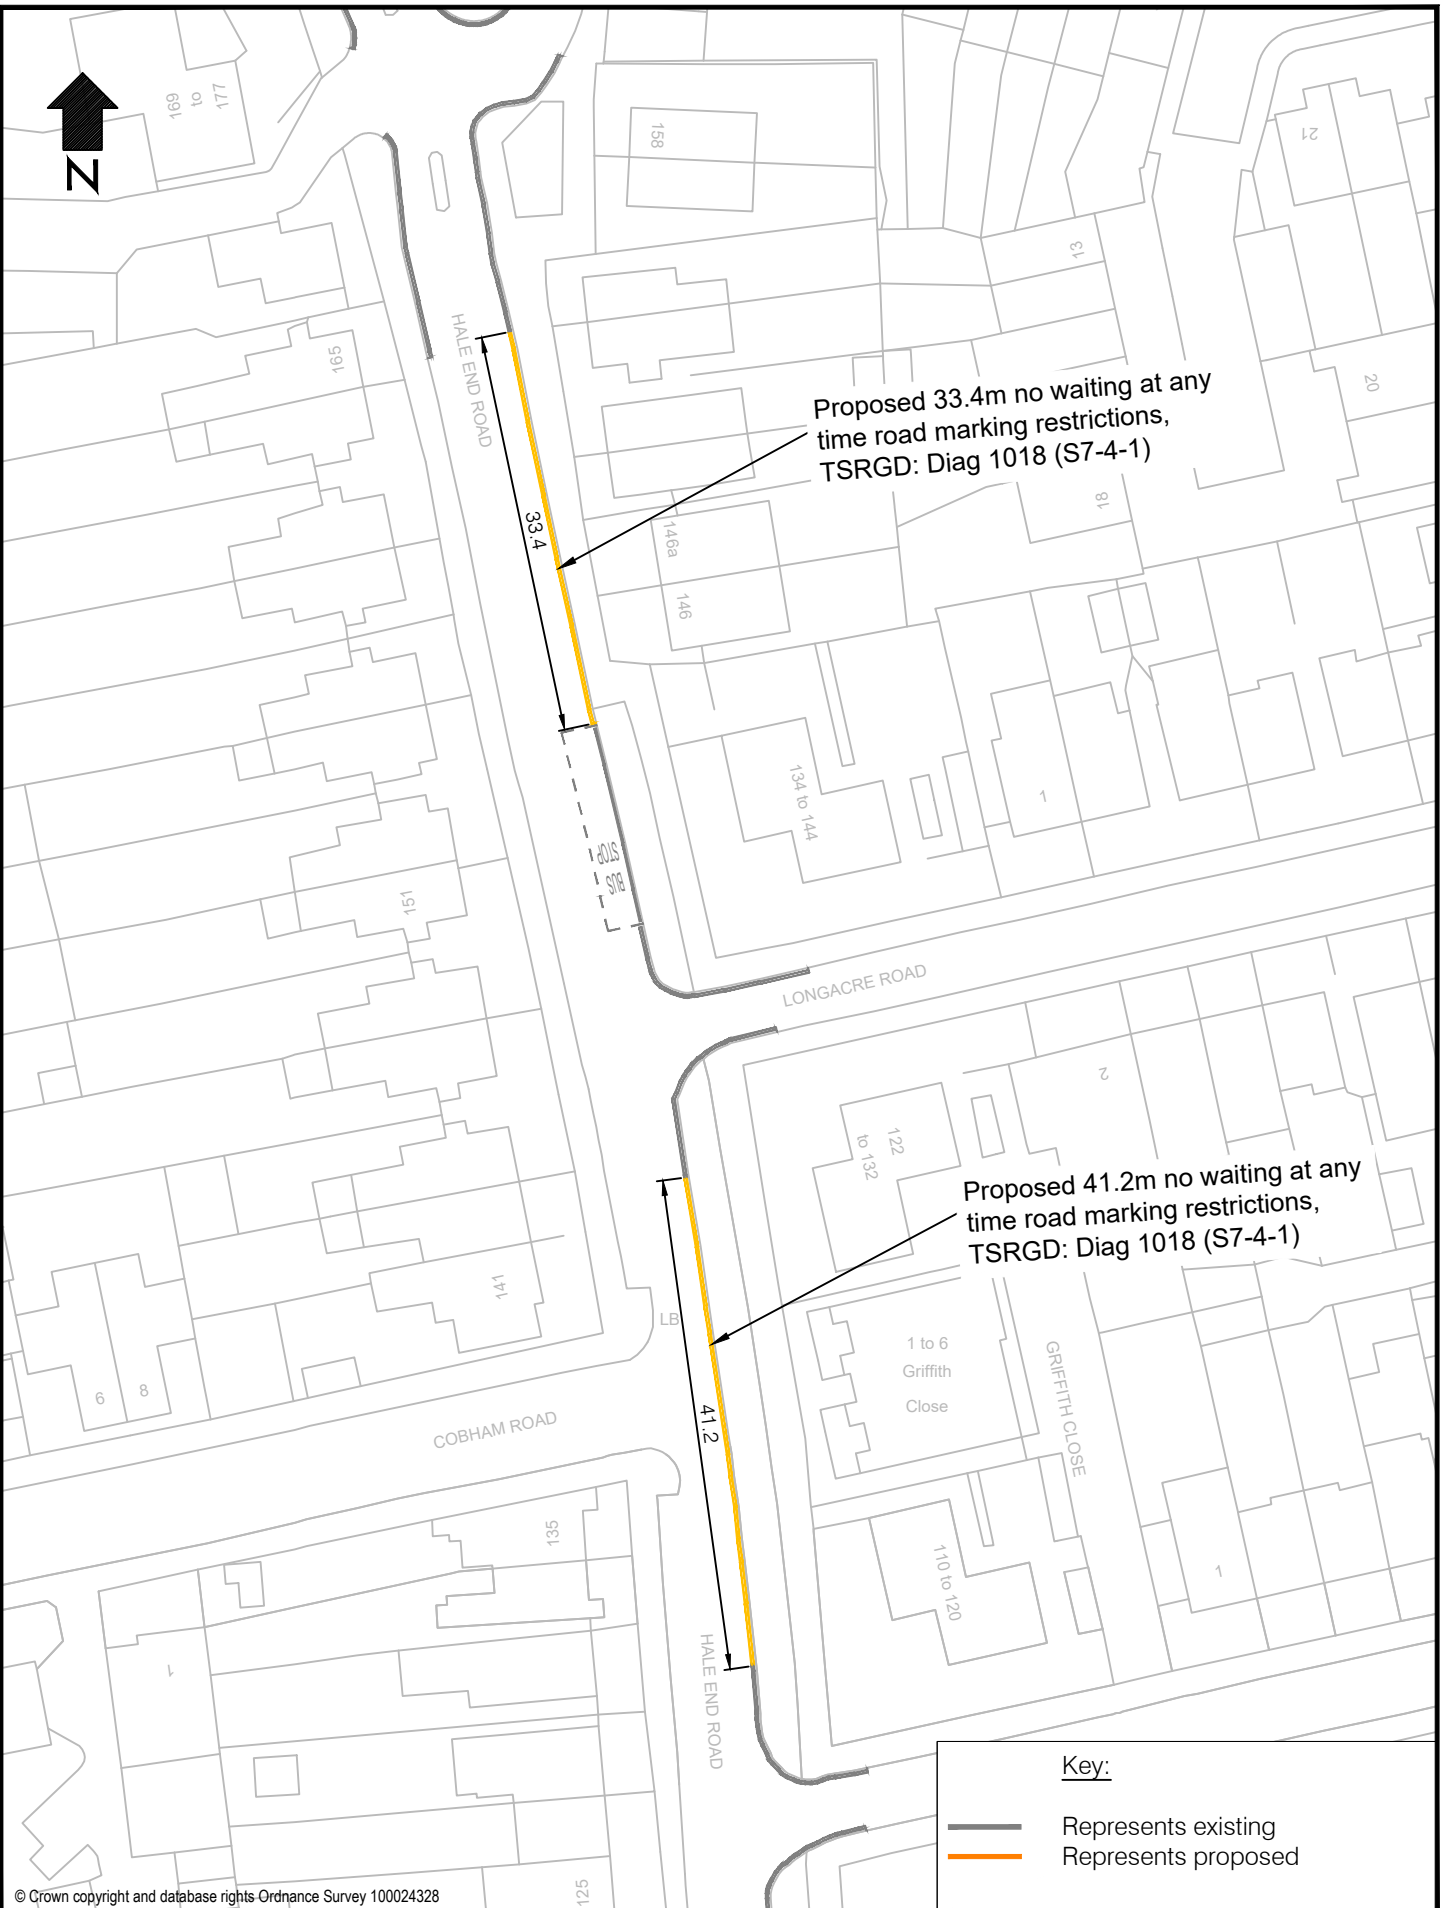 177
to
169
N
158
21
13
HALE END ROAD
165
20
Proposed 33.4m no waiting at any
time road marking restrictions,
TSRGD: Diag 1018 (S7-4-1)
18
33.4
146a
146
134 to 144
1
BUS
STOP
151
LONGACRE ROAD
2
122
to 132
Proposed 41.2m no waiting at any
time road marking restrictions,
TSRGD: Diag 1018 (S7-4-1)
141
LB
1 to 6
Griffith
Close
GRIFFITH CLOSE
6
8
41.2
COBHAM ROAD
135
110 to 120
1
1
HALE END ROAD
Key:
Represents existing
Represents proposed
125
© Crown copyright and database rights Ordnance Survey 100024328